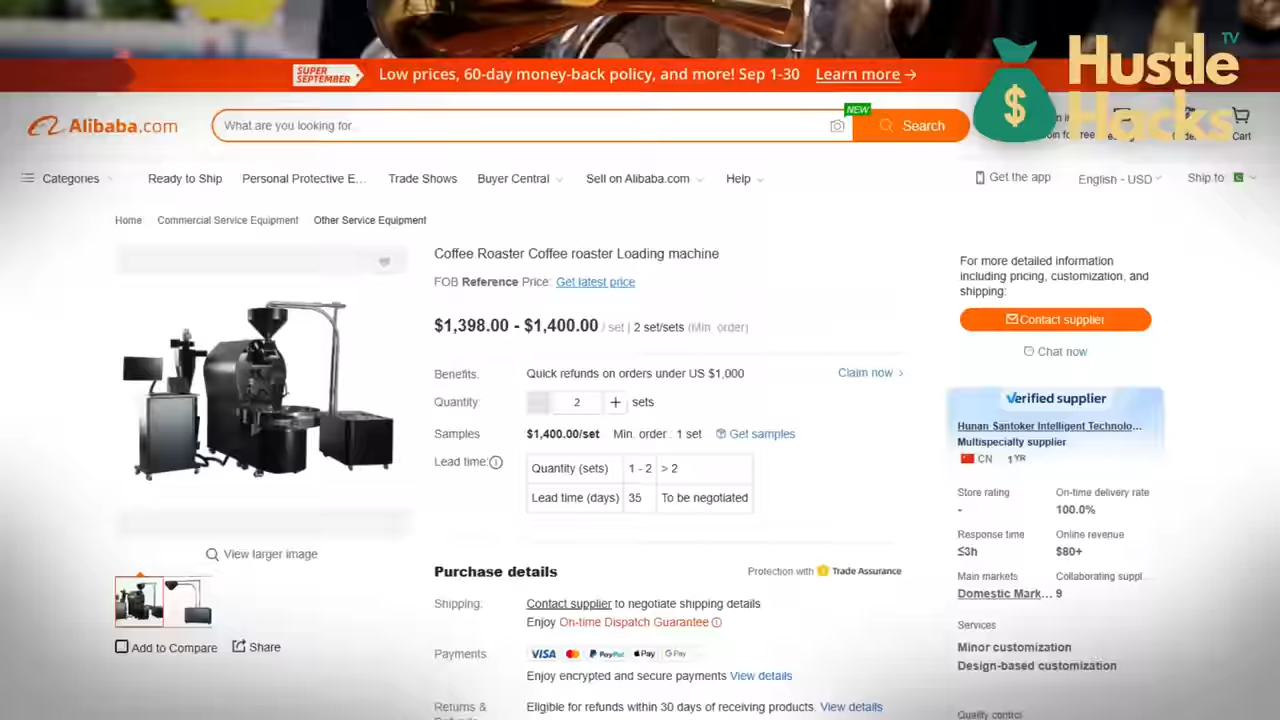 SUPER SEPTEMBER Low prices, 60-day money-back policy, and more! Sep 1-30 Learn more →
Hustle TV
Hacks
Alibaba.com
What are you looking for...
NEW
Search
Cart
Categories Ready to Ship Personal Protective E... Trade Shows Buyer Central Sell on Alibaba.com Help
Get the app English - USD Ship to
Home Commercial Service Equipment Other Service Equipment
Coffee Roaster Coffee roaster Loading machine
FOB Reference Price: Get latest price
$1,398.00 - $1,400.00 / set | 2 set/sets (Min. order)
Benefits: Quick refunds on orders under US $1,000 Claim now >
Quantity: 2 + sets
Samples $1,400.00/set Min. order : 1 set Get samples
Lead time:
Quantity (sets) 1 - 2 > 2
Lead time (days) 35 To be negotiated
View larger image
Add to Compare Share
Purchase details
Protection with Trade Assurance
Shipping: Contact supplier to negotiate shipping details
Enjoy On-time Dispatch Guarantee
Payments VISA PayPal Pay G Pay
Enjoy encrypted and secure payments View details
Returns & Eligible for refunds within 30 days of receiving products. View details
For more detailed information
including pricing, customization, and
shipping:
Contact supplier
Chat now
Verified supplier
Hunan Santoker Intelligent Technolo...
Multispecialty supplier
CN 1YR
Store rating On-time delivery rate
- 100.0%
Response time Online revenue
≤3h $80+
Main markets Collaborating suppl...
Domestic Mark... 9
Services
Minor customization
Design-based customization
Quality control